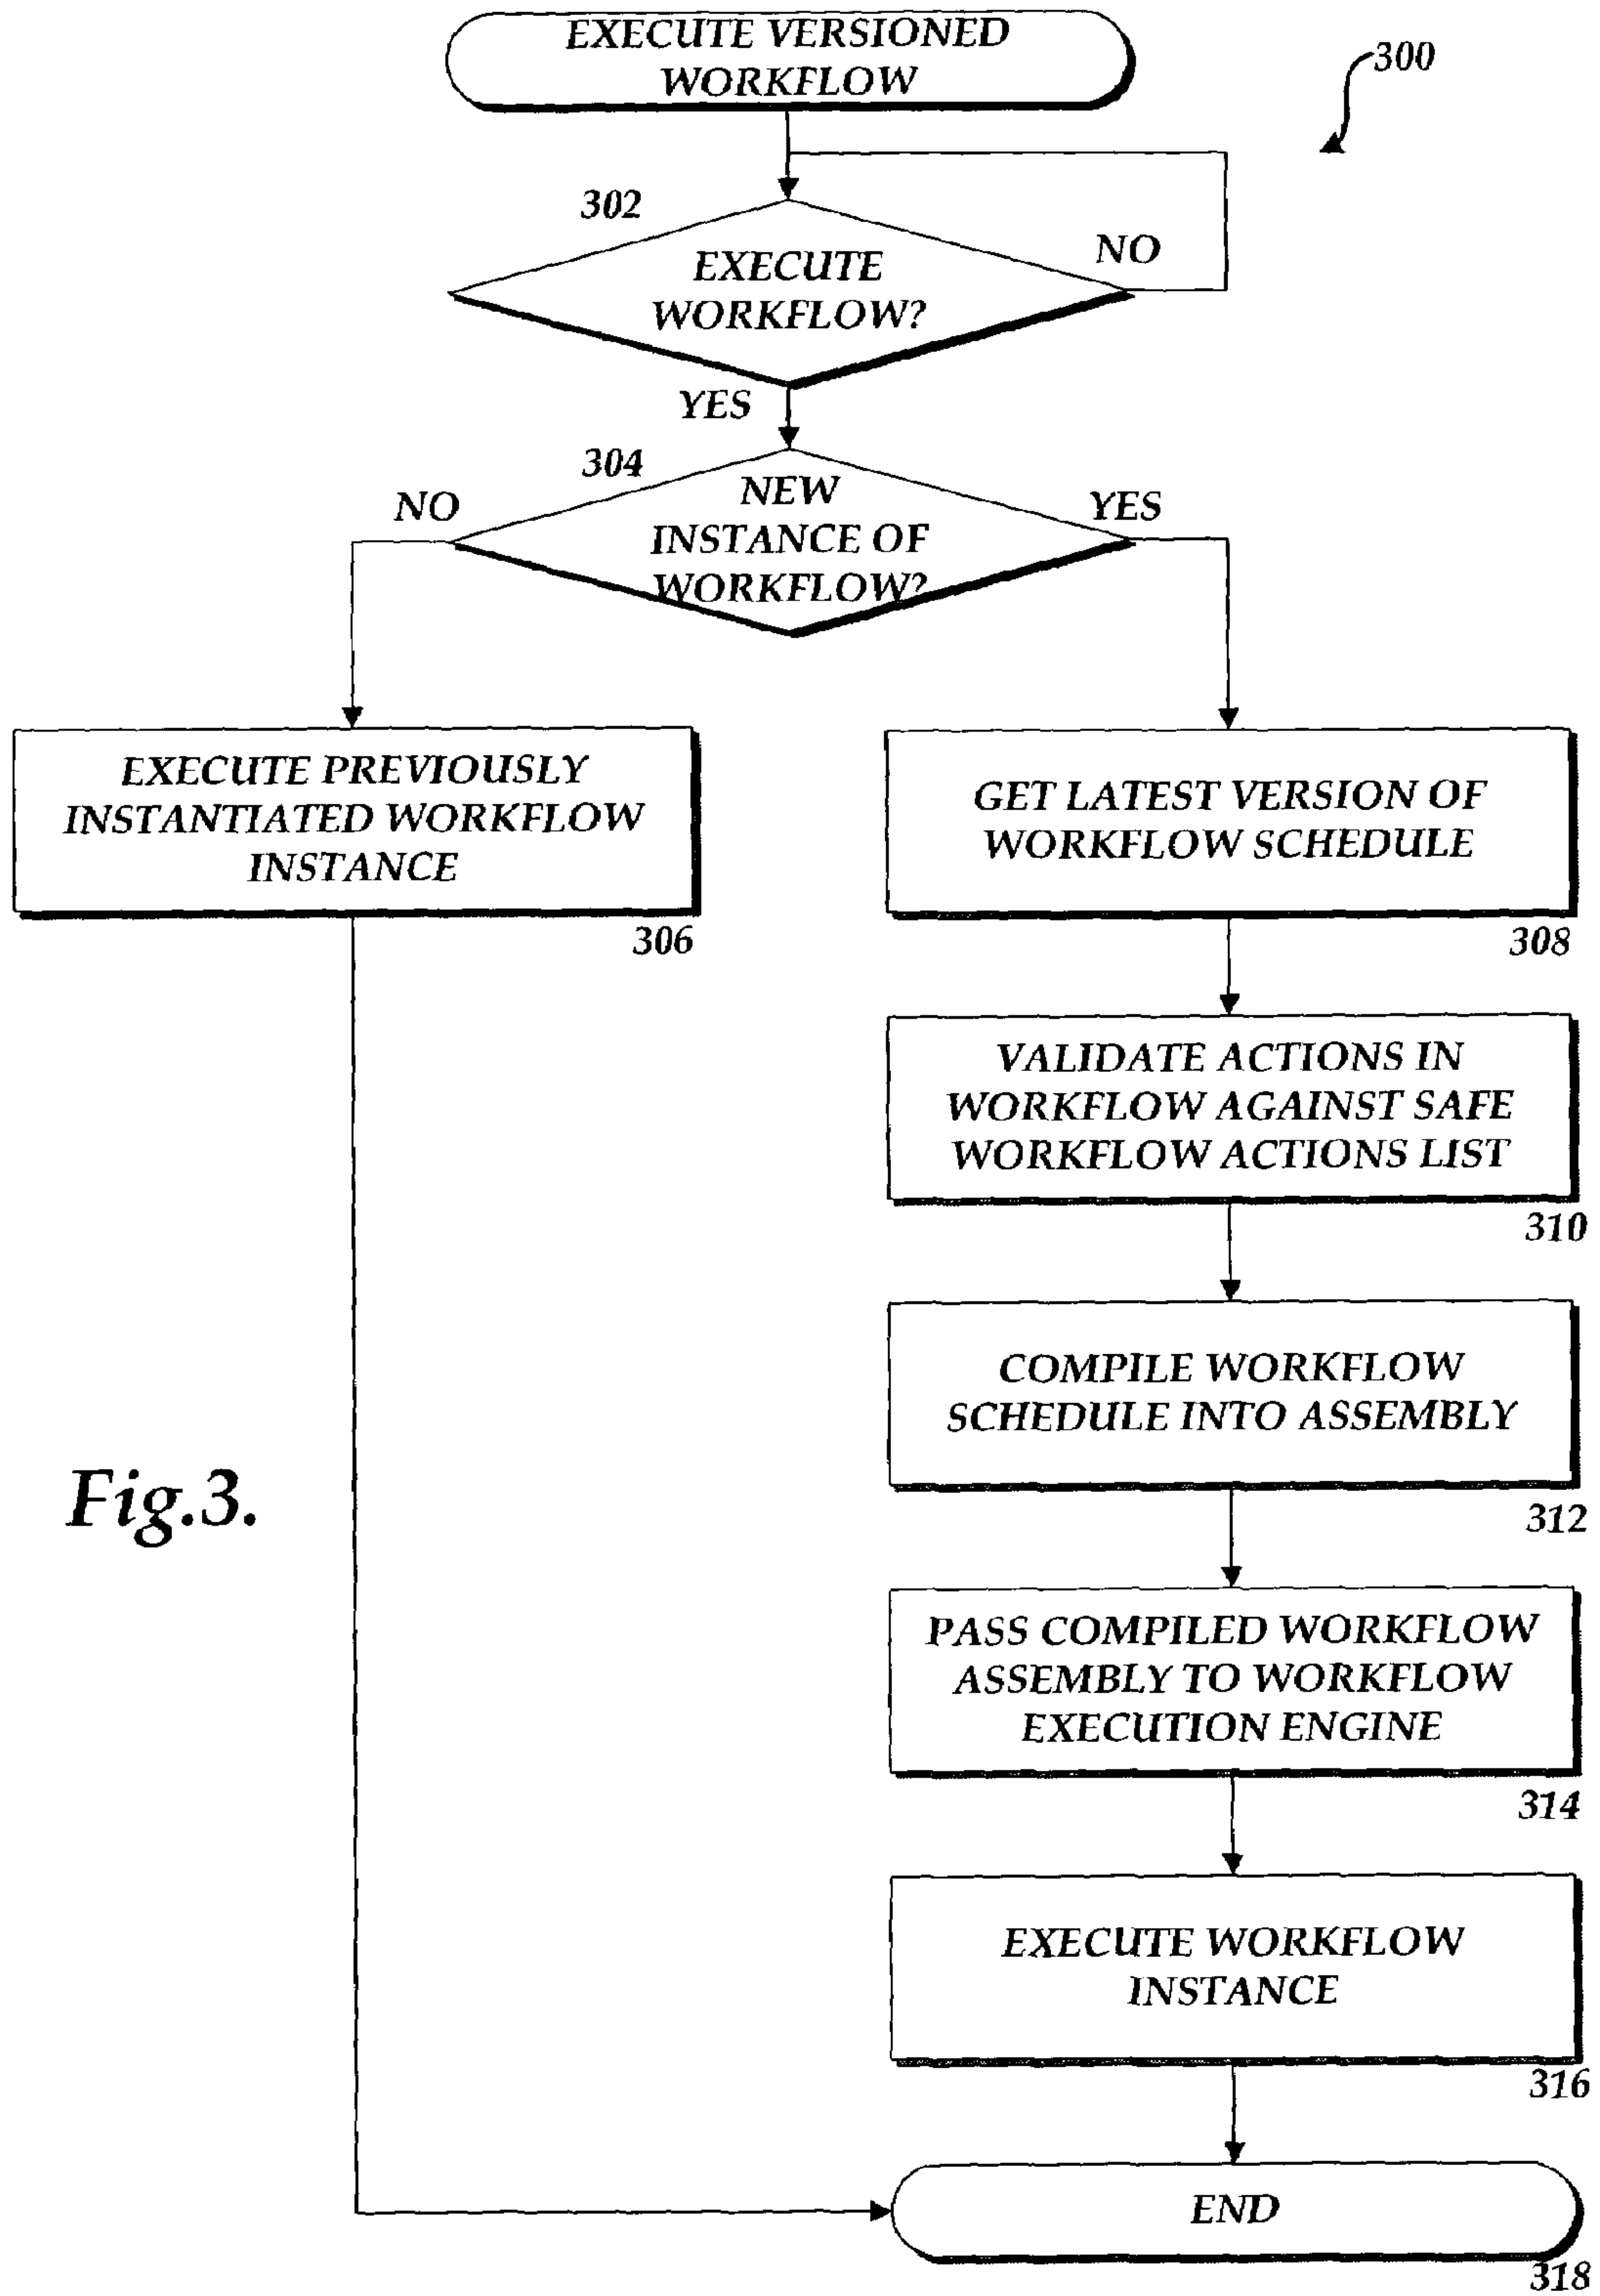 EXECUTE VERSIONED
WORKFLOW
300
302
EXECUTE
WORKFLOW?
NO
YES
304
NEW
INSTANCE OF
WORKFLOW?
NO
YES
EXECUTE PREVIOUSLY
INSTANTIATED WORKFLOW
INSTANCE
306
GET LATEST VERSION OF
WORKFLOW SCHEDULE
308
VALIDATE ACTIONS IN
WORKFLOW AGAINST SAFE
WORKFLOW ACTIONS LIST
310
COMPILE WORKFLOW
SCHEDULE INTO ASSEMBLY
312
Fig.3.
PASS COMPILED WORKFLOW
ASSEMBLY TO WORKFLOW
EXECUTION ENGINE
314
EXECUTE WORKFLOW
INSTANCE
316
END
318